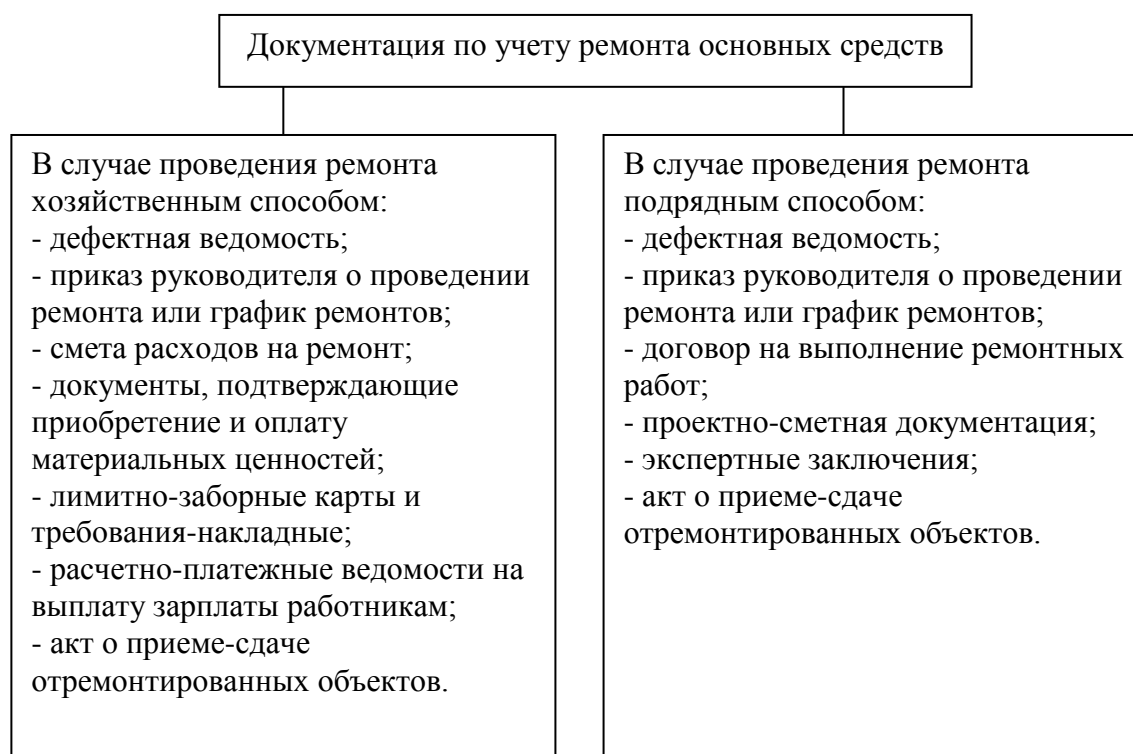 Документация по учету ремонта основных средств
В случае проведения ремонта
хозяйственным способом:
- дефектная ведомость;
- приказ руководителя о проведении
ремонта или график ремонтов;
- смета расходов на ремонт;
- документы, подтверждающие
приобретение и оплату
материальных ценностей;
- лимитно-заборные карты и
требования-накладные;
- расчетно-платежные ведомости на
выплату зарплаты работникам;
- акт о приеме-сдаче
отремонтированных объектов.
В случае проведения ремонта
подрядным способом:
- дефектная ведомость;
- приказ руководителя о проведении
ремонта или график ремонтов;
- договор на выполнение ремонтных
работ;
- проектно-сметная документация;
- экспертные заключения;
- акт о приеме-сдаче
отремонтированных объектов.